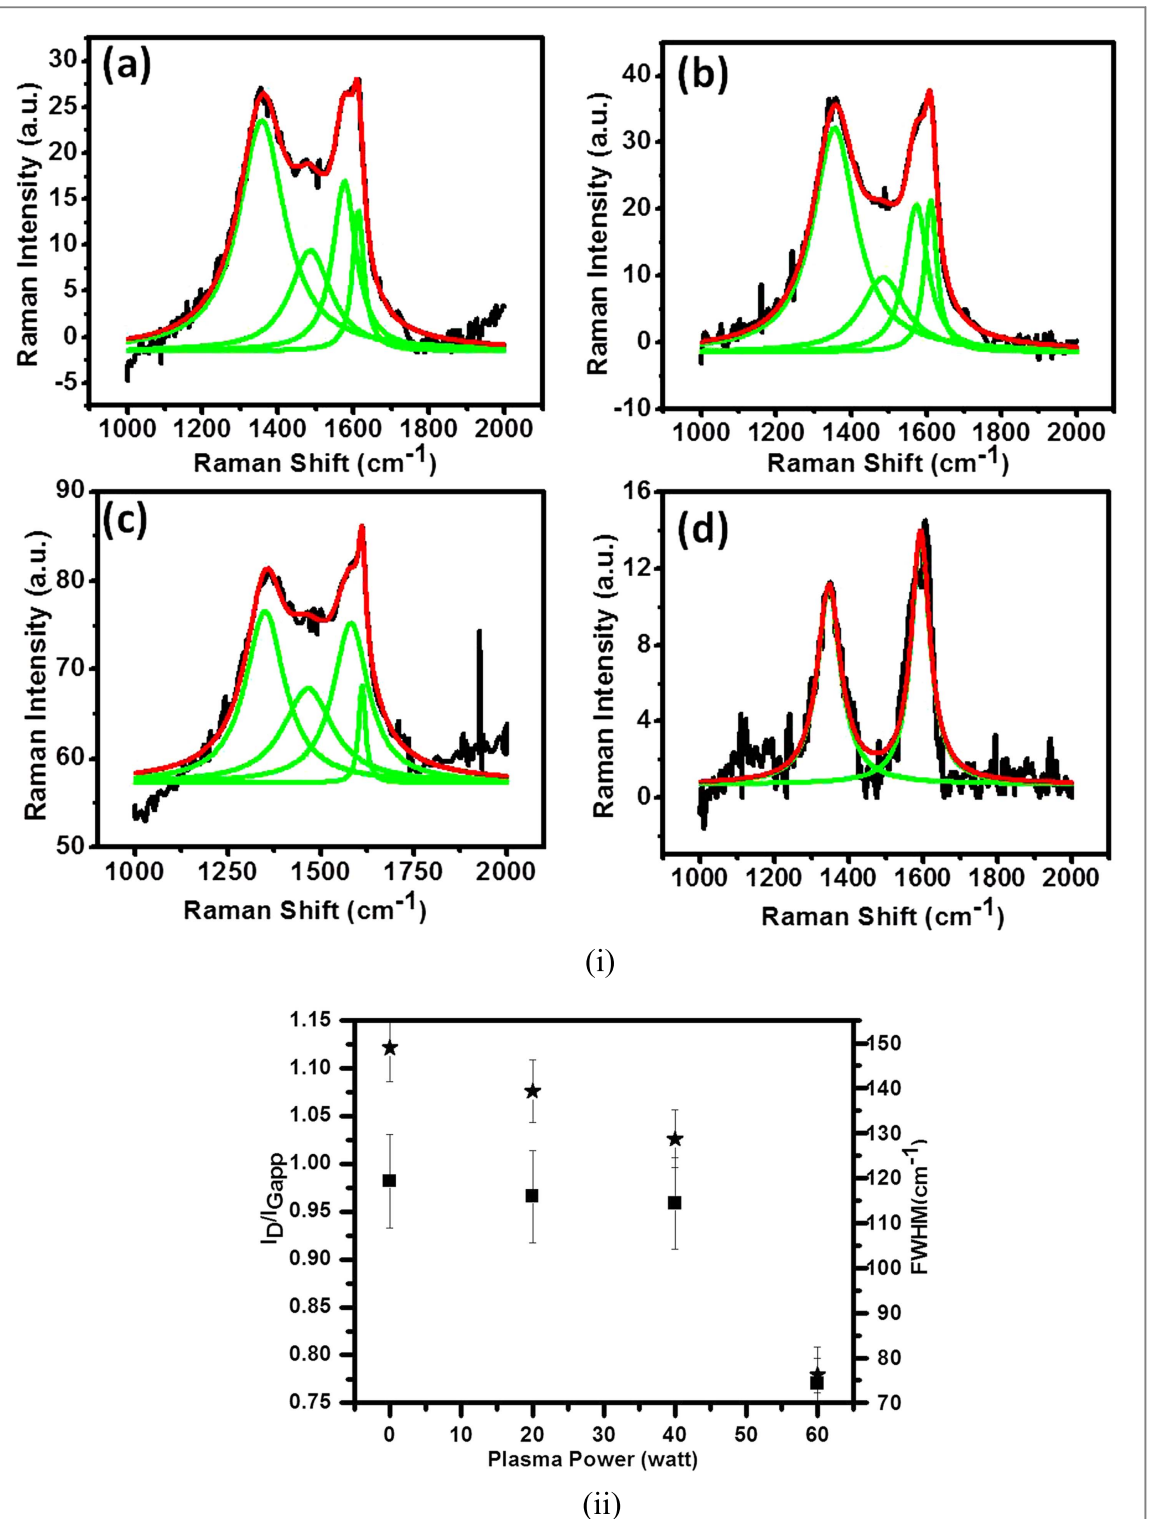 (a)
30
25
20
15
10
5
0
-5
Raman Intensity (a.u.)
1000 1200 1400 1600 1800 2000
Raman Shift (cm-1)
(b)
40
30
20
10
0
-10
Raman Intensity (a.u.)
1000 1200 1400 1600 1800 2000
Raman Shift (cm-1)
(c)
90
80
70
60
50
Raman Intensity (a.u.)
1000 1250 1500 1750 2000
Raman Shift (cm-1)
(d)
16
12
8
4
0
Raman Intensity (a.u.)
1000 1200 1400 1600 1800 2000
Raman Shift (cm-1)
(i)
1.15
1.10
1.05
1.00
0.95
0.90
0.85
0.80
0.75
ID/IGapp
150
140
130
120
110
100
90
80
70
FWHM(cm-1)
0 10 20 30 40 50 60
Plasma Power (watt)
(ii)